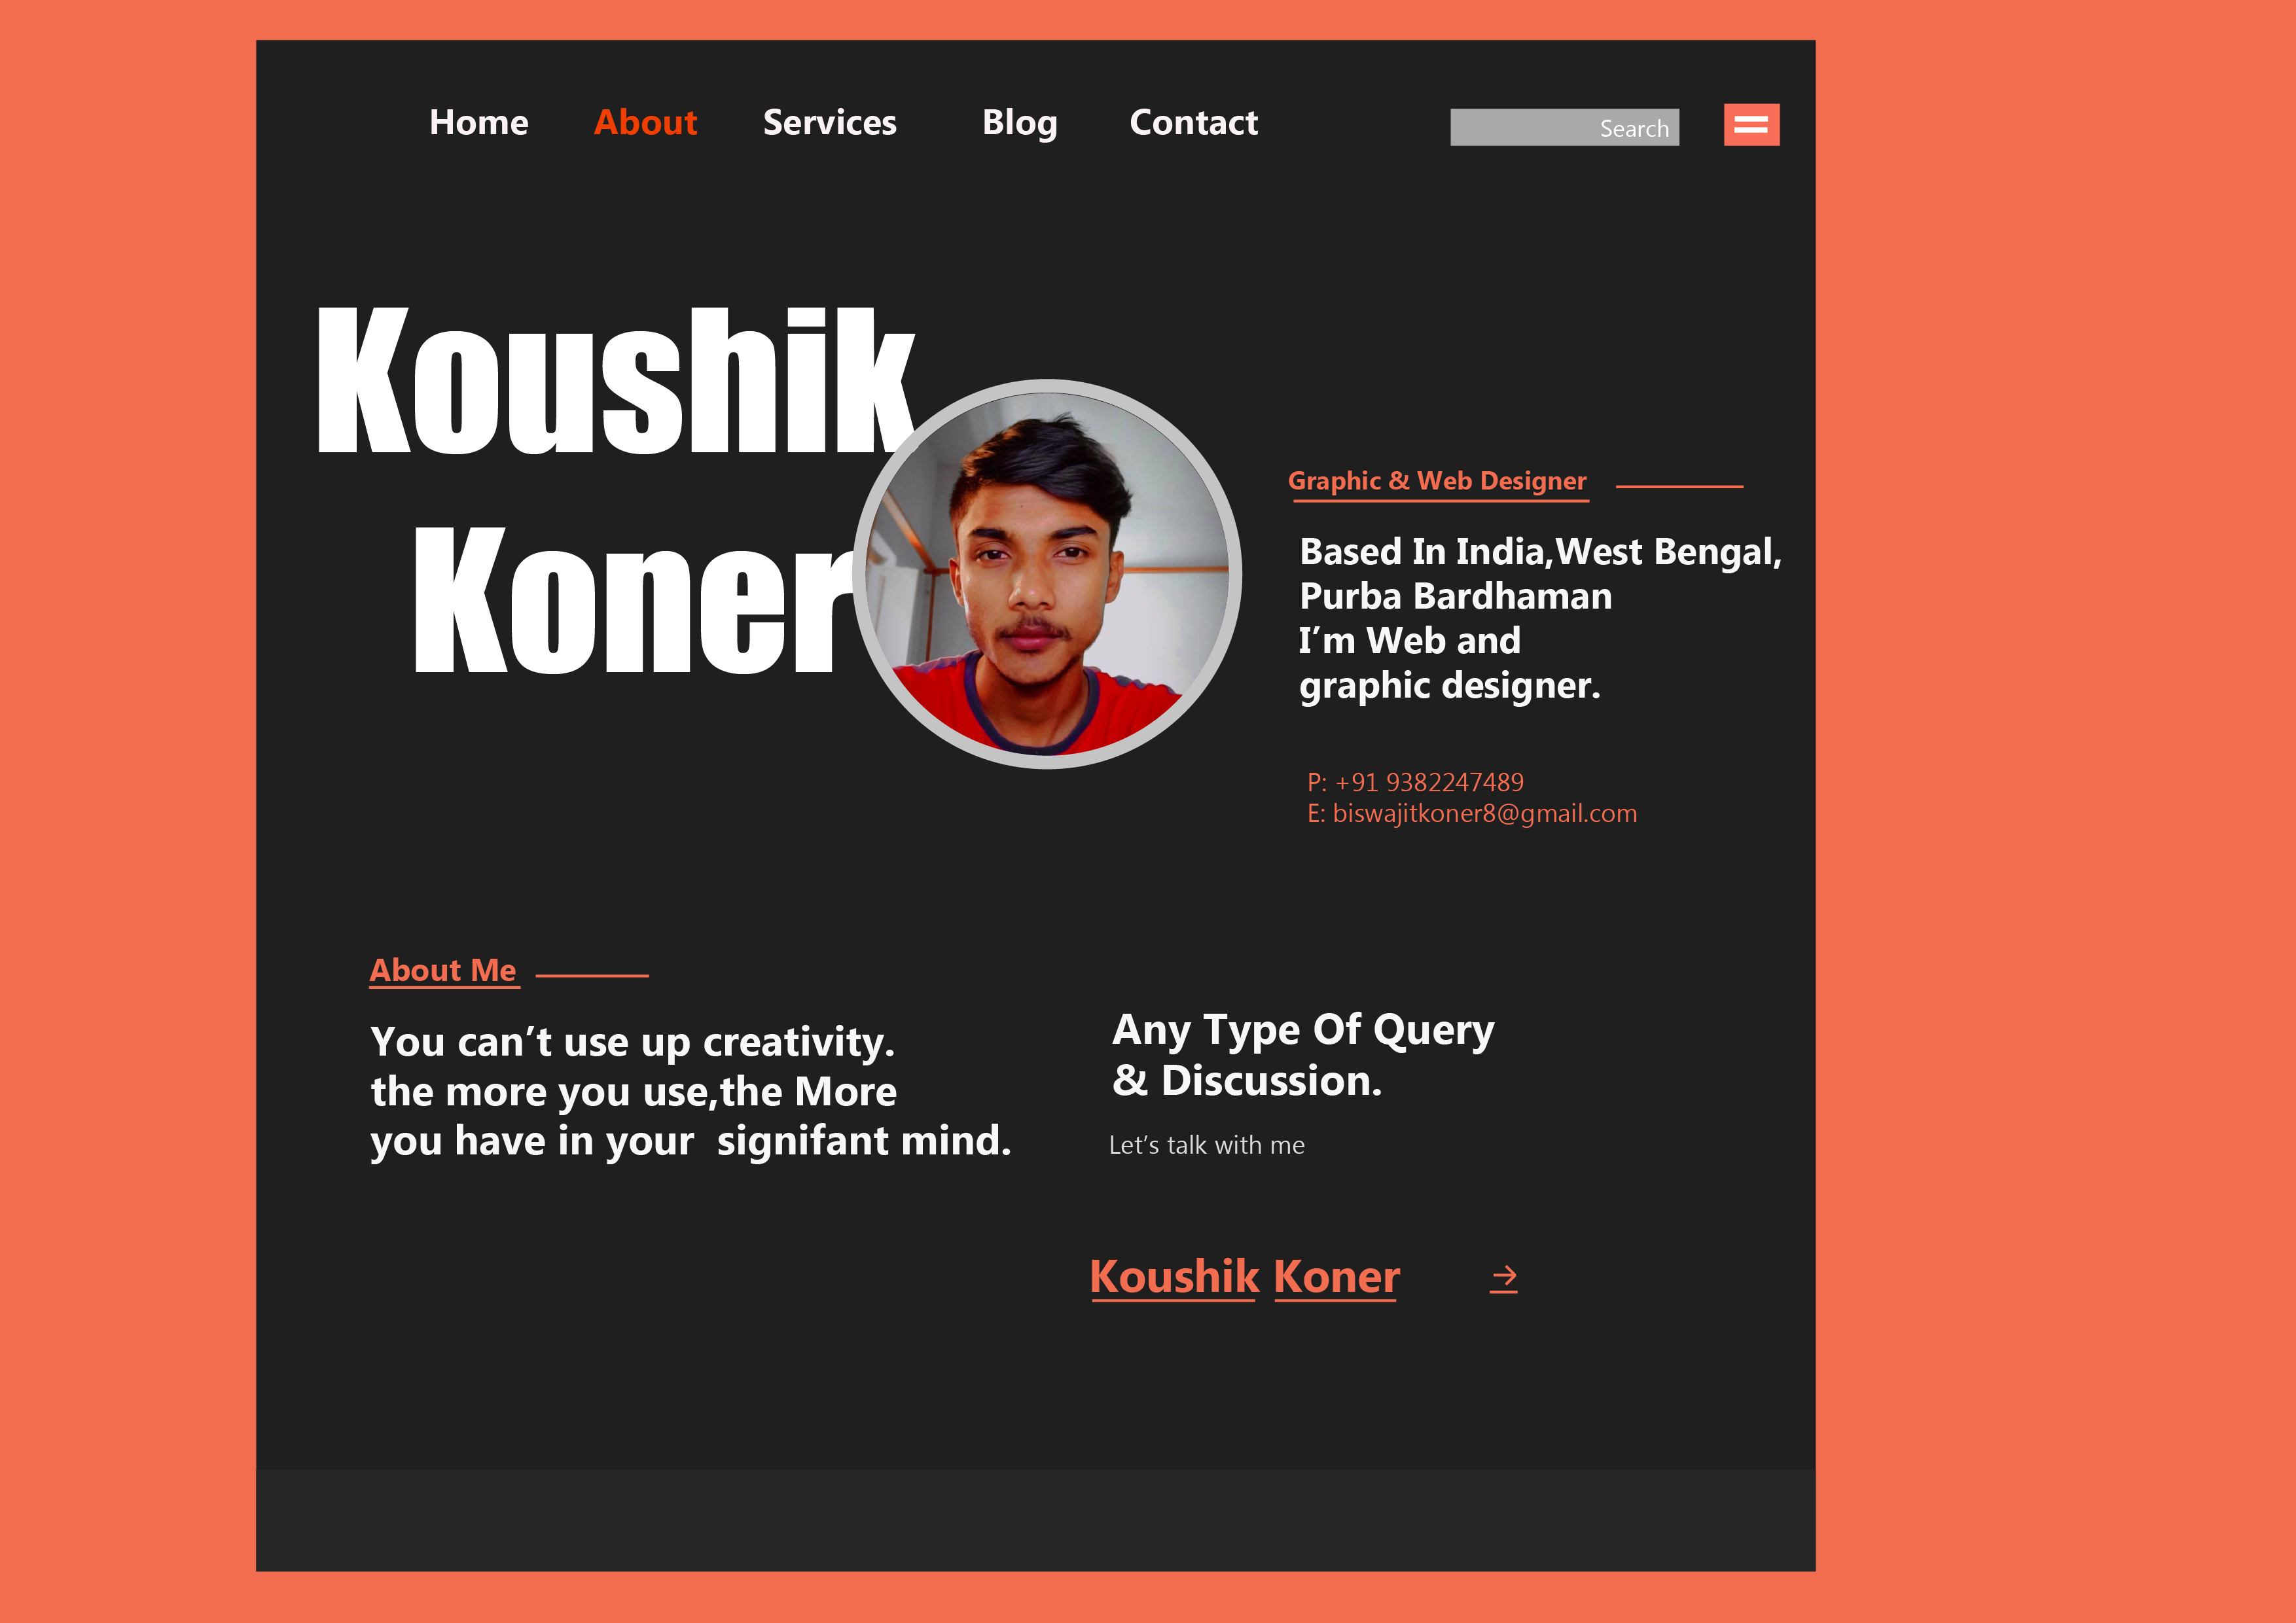 Home About Services Blog Contact Search
Koushik
Koner
Graphic & Web Designer
Based In India,West Bengal,
Purba Bardhaman
I’m Web and
graphic designer.
P: +91 9382247489
E: biswajitkoner8@gmail.com
About Me
You can’t use up creativity.
the more you use,the More
you have in your  signifant mind.
Any Type Of Query
& Discussion.
Let’s talk with me
Koushik Koner →